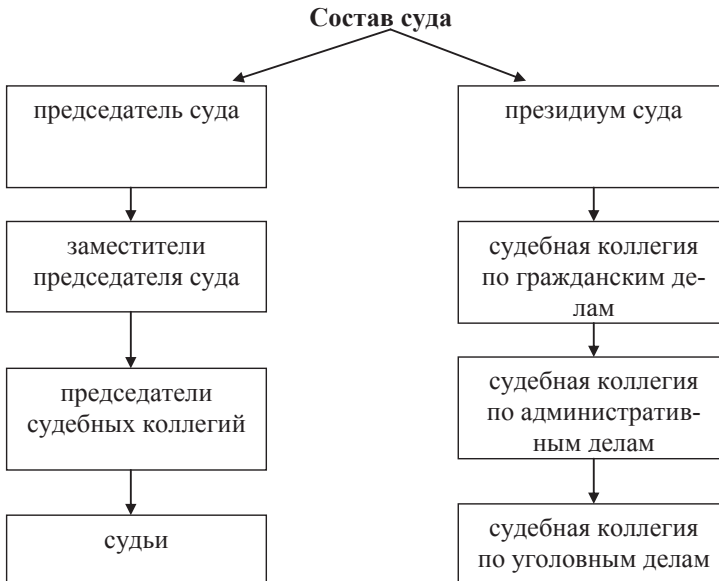 Состав суда
председатель суда
президиум суда
заместители
председателя суда
судебная коллегия
по гражданским де-
лам
председатели
судебных коллегий
судебная коллегия
по административ-
ным делам
судьи
судебная коллегия
по уголовным делам